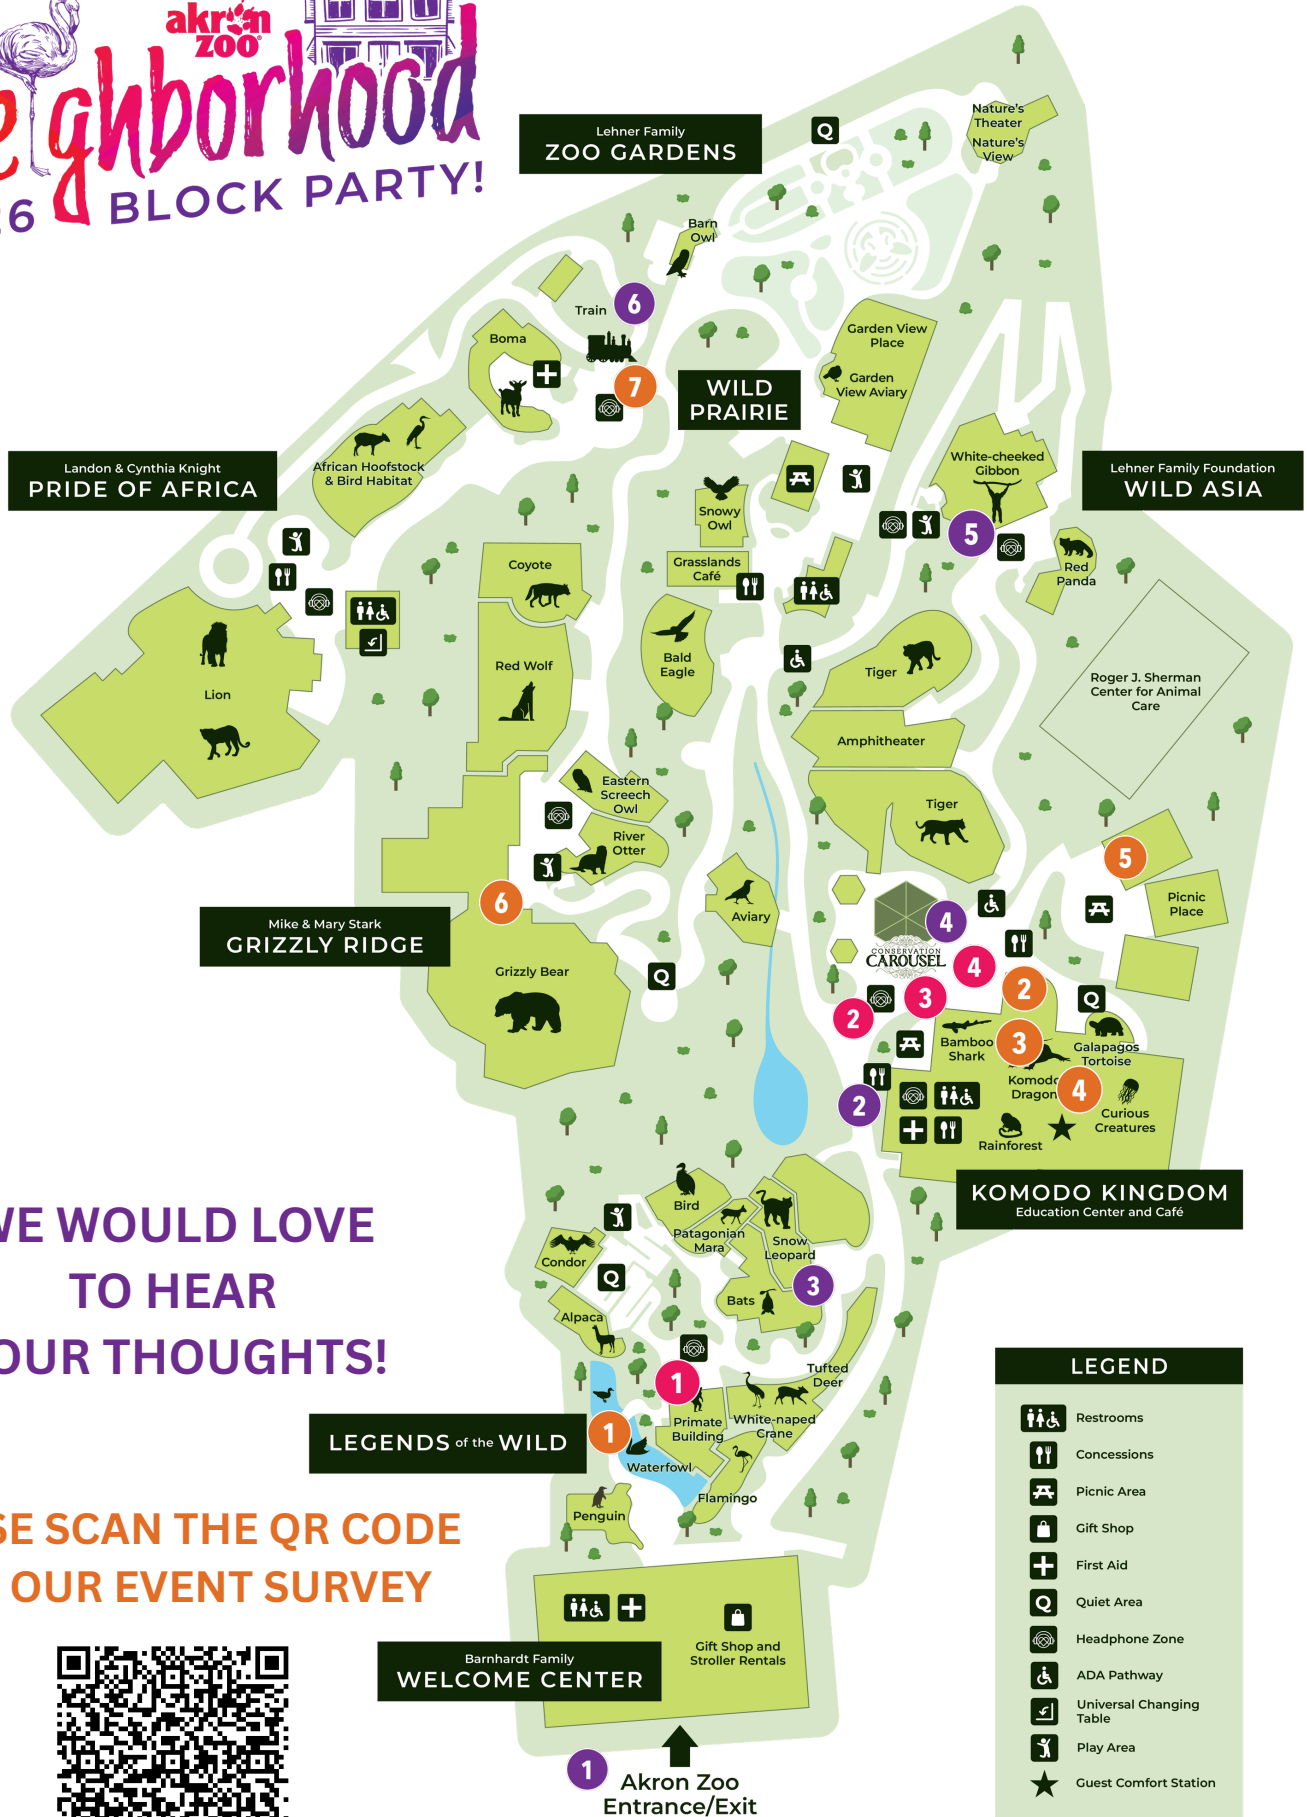 akron
ZOO
ghborhood
BLOCK PARTY!
Lehner Family
ZOO GARDENS
Q
Nature's
Theater
Nature's
View
Barn
Owl
Train
6
Boma
7
WILD
PRAIRIE
Garden View
Place
Garden
View Aviary
Landon & Cynthia Knight
PRIDE OF AFRICA
African Hoofstock
& Bird Habitat
White-cheeked
Gibbon
Lehner Family Foundation
WILD ASIA
Snowy
Owl
5
Coyote
Grasslands
Café
Red
Panda
Lion
Red Wolf
Bald
Eagle
Tiger
Roger J. Sherman
Center for Animal
Care
Amphitheater
Eastern
Screech
Owl
Tiger
River
Otter
5
6
Aviary
4
Picnic
Place
Mike & Mary Stark
GRIZZLY RIDGE
CONSERVATION
CAROUSEL
4
Grizzly Bear
Q
2
3
2
Q
Bamboo
Shark
3
Galapagos
Tortoise
Komodo
Dragon
4
2
Curious
Creatures
Rainforest
KOMODO KINGDOM
Education Center and Café
WE WOULD LOVE
TO HEAR
OUR THOUGHTS!
Bird
Patagonian
Mara
Snow
Leopard
Condor
Q
3
Bats
Alpaca
1
Tufted
Deer
LEGENDS of the WILD
1
Primate
Building
White-naped
Crane
Waterfowl
Flamingo
Penguin
SE SCAN THE QR CODE
OUR EVENT SURVEY
Gift Shop and
Stroller Rentals
Barnhardt Family
WELCOME CENTER
1
Akron Zoo
Entrance/Exit
LEGEND
Restrooms
Concessions
Picnic Area
Gift Shop
First Aid
Q Quiet Area
Headphone Zone
ADA Pathway
Universal Changing
Table
Play Area
Guest Comfort Station